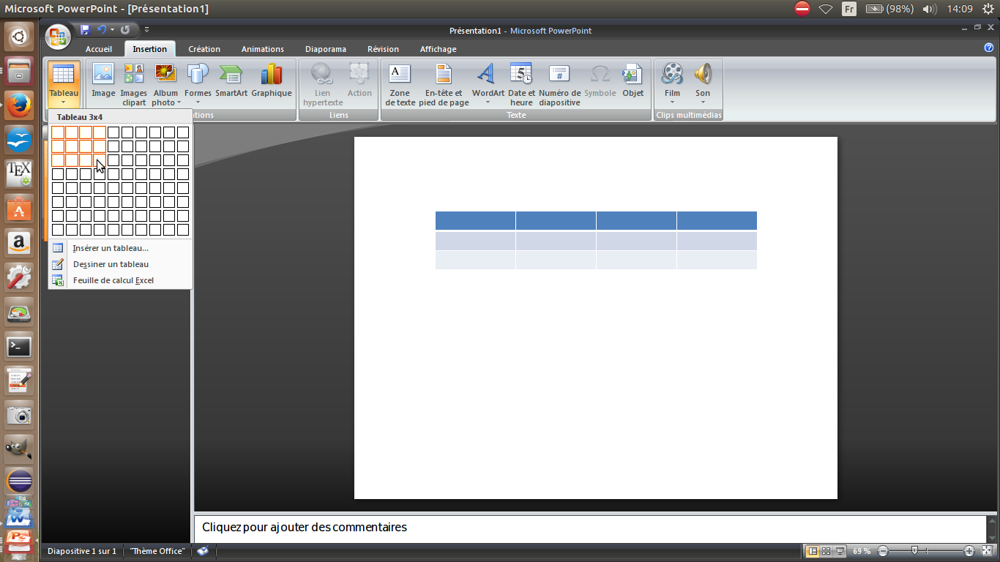 Microsoft PowerPoint - [Présentation1]
Fr
(98%)
14:09
Présentation1 - Microsoft PowerPoint
Accueil
Insertion
Création
Animations
Diaporama
Révision
Affichage
Tableau
Image
Images
clipart
Album
photo
Formes
SmartArt
Graphique
Lien
hypertexte
Action
Zone
de texte
En-tête et
pied de page
WordArt
Date et
heure
Numéro de
diapositive
Symbole
Objet
Film
Son
Liens
Texte
Clips multimédias
Tableau 3x4
Insérer un tableau...
Dessiner un tableau
Feuille de calcul Excel
Cliquez pour ajouter des commentaires
Diapositive 1 sur 1
"Thème Office"
69 %